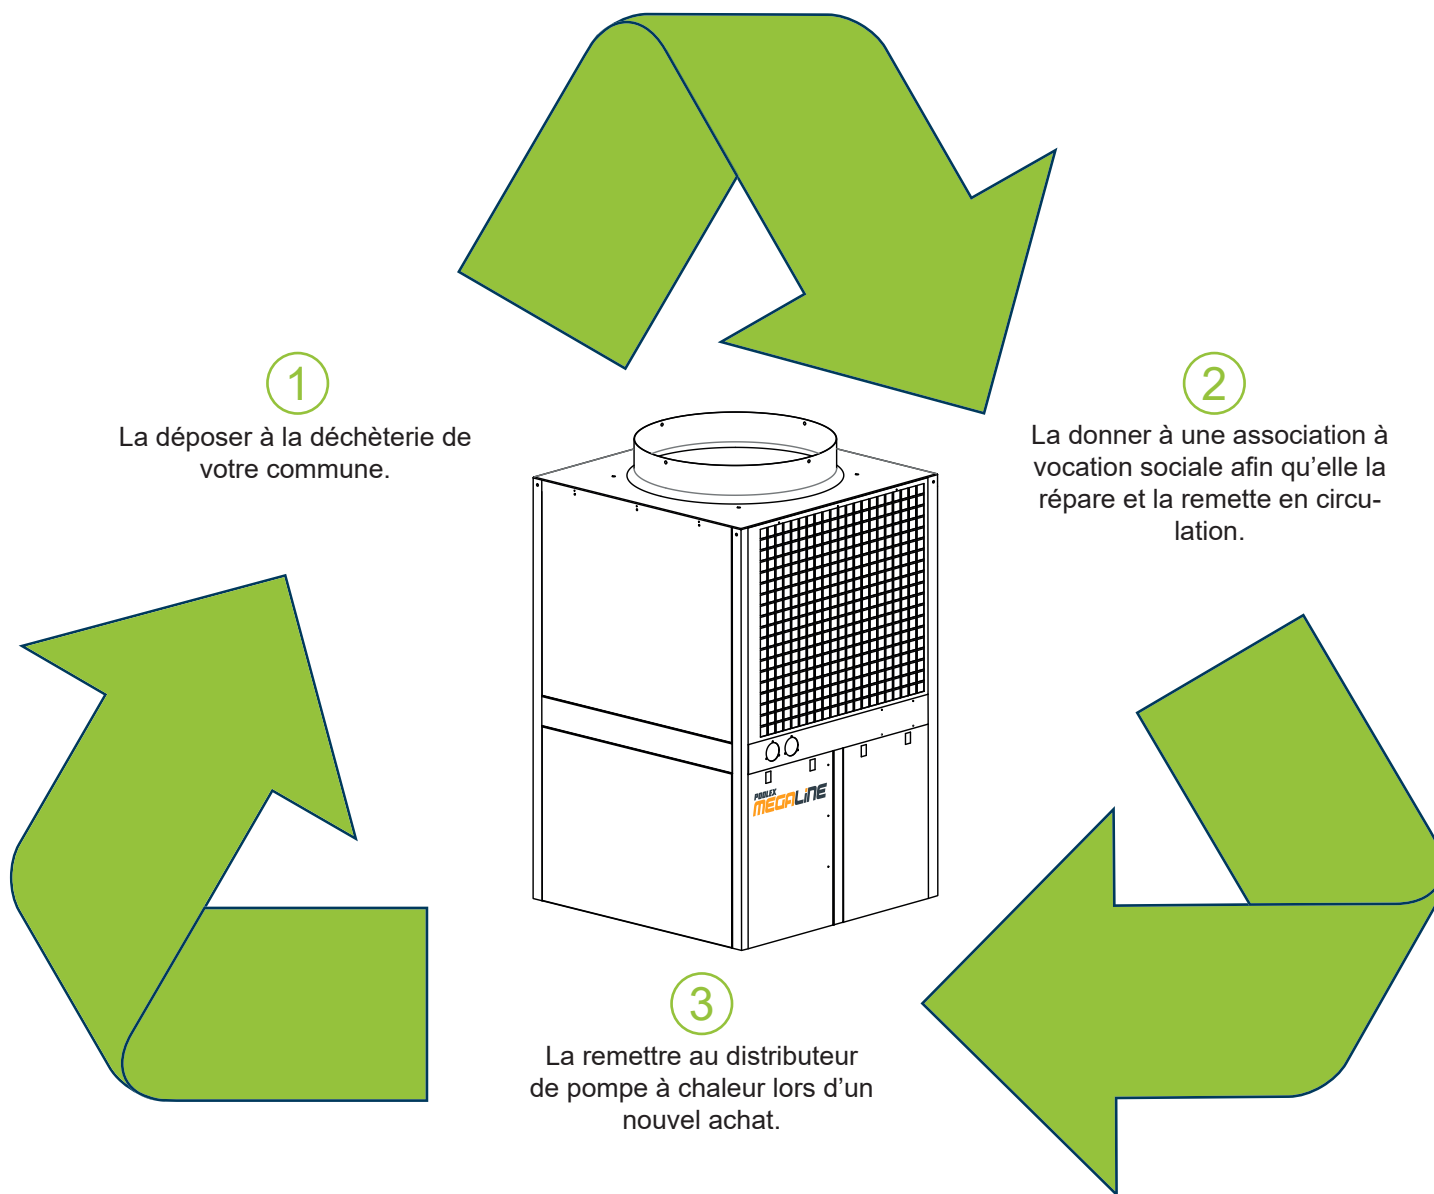 1
La déposer à la déchèterie de
votre commune.
2
La donner à une association à
vocation sociale afin qu’elle la
répare et la remette en circu-
lation.
POOLEX
MEGALiNE
3
La remettre au distributeur
de pompe à chaleur lors d’un
nouvel achat.